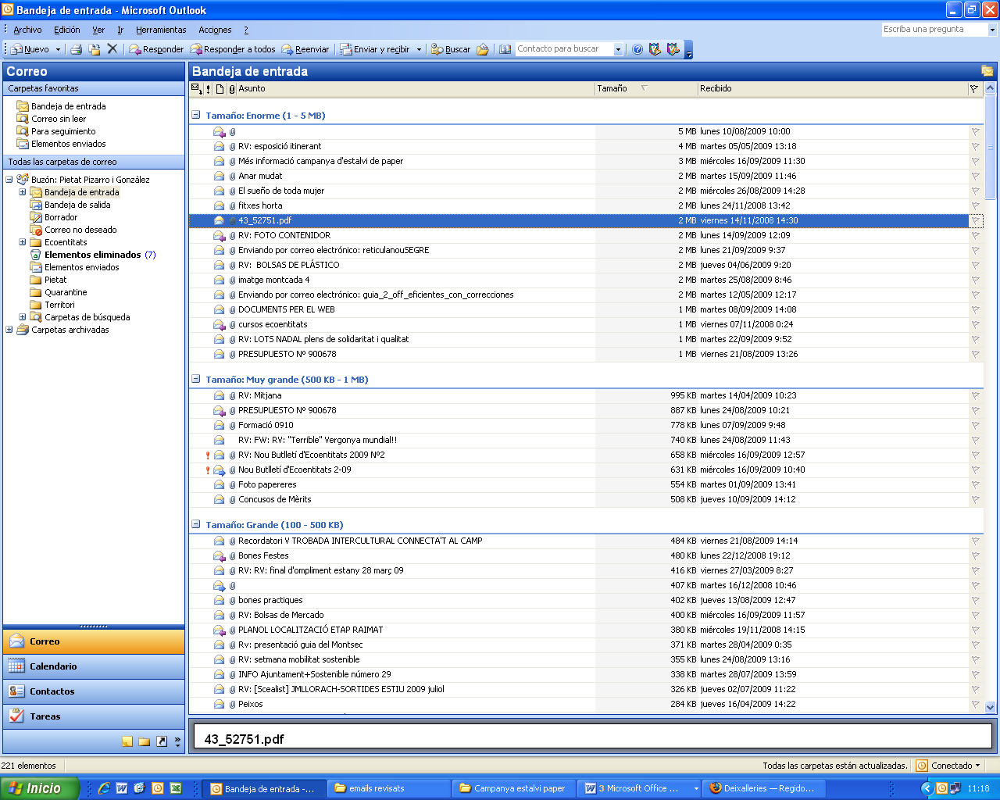 Bandeja de entrada - Microsoft Outlook
Archivo Edición Ver Ir Herramientas Acciones ? Escriba una pregunta
Nuevo Responder Responder a todos Reenviar Enviar y recibir Buscar Contacto para buscar
Correo
Carpetas favoritas
Bandeja de entrada
Correo sin leer
Para seguimiento
Elementos enviados
Todas las carpetas de correo
Buzón: Pietat Pizarro i Gonzàlez
Bandeja de entrada
Bandeja de salida
Borrador
Correo no deseado
Ecoentitats
Elementos eliminados (7)
Elementos enviados
Pietat
Quarantine
Territori
Carpetas de búsqueda
Carpetas archivadas
Correo
Calendario
Contactos
Tareas
Bandeja de entrada
Asunto Tamaño Recibido
Tamaño: Enorme (1 - 5 MB)
5 MB lunes 10/08/2009 10:00
RV: esposició itinerant 4 MB martes 05/05/2009 13:18
Més informació campanya d'estalvi de paper 3 MB miércoles 16/09/2009 11:30
Anar mudat 2 MB martes 15/09/2009 11:46
El sueño de toda mujer 2 MB miércoles 26/08/2009 14:28
fitxes horta 2 MB lunes 24/11/2008 13:42
43_52751.pdf 2 MB viernes 14/11/2008 14:30
RV: FOTO CONTENIDOR 2 MB lunes 14/09/2009 12:09
Enviando por correo electrónico: reticulanouSEGRE 2 MB lunes 21/09/2009 9:37
RV: BOLSAS DE PLÁSTICO 2 MB jueves 04/06/2009 9:20
imatge montcada 4 2 MB martes 25/08/2009 8:46
Enviando por correo electrónico: guia_2_off_eficientes_con_correcciones 2 MB martes 12/05/2009 12:17
DOCUMENTS PER EL WEB 1 MB martes 08/09/2009 14:08
cursos ecoentitats 1 MB viernes 07/11/2008 0:24
RV: LOTS NADAL plens de solidaritat i qualitat 1 MB martes 22/09/2009 9:52
PRESUPUESTO Nº 900678 1 MB viernes 21/08/2009 13:26
Tamaño: Muy grande (500 KB - 1 MB)
RV: Mitjana 995 KB martes 14/04/2009 10:23
PRESUPUESTO Nº 900678 887 KB lunes 24/08/2009 10:21
Formació 0910 778 KB lunes 07/09/2009 9:48
RV: FW: RV: "Terrible" Vergonya mundial!! 740 KB lunes 24/08/2009 11:43
RV: Nou Butlletí d'Ecoentitats 2009 Nº2 658 KB miércoles 16/09/2009 12:57
Nou Butlletí d'Ecoentitats 2-09 631 KB miércoles 16/09/2009 10:40
Foto papereres 554 KB martes 01/09/2009 13:41
Concusos de Mèrits 508 KB jueves 10/09/2009 14:12
Tamaño: Grande (100 - 500 KB)
Recordatori V TROBADA INTERCULTURAL CONNECTA'T AL CAMP 484 KB viernes 21/08/2009 14:14
Bones Festes 480 KB lunes 22/12/2008 19:12
RV: RV: final d'ompliment estany 28 març 09 416 KB viernes 27/03/2009 8:27
407 KB martes 16/12/2008 10:46
bones practiques 402 KB jueves 13/08/2009 12:47
RV: Bolsas de Mercado 400 KB miércoles 16/09/2009 11:57
PLANOL LOCALITZACIÓ ETAP RAIMAT 380 KB miércoles 19/11/2008 14:15
Rv: presentació guia del Montsec 371 KB martes 28/04/2009 0:35
RV: setmana mobilitat sostenible 355 KB lunes 24/08/2009 13:16
INFO Ajuntament+Sostenible número 29 338 KB martes 28/07/2009 13:59
RV: [Scealist] JMLLORACH-SORTIDES ESTIU 2009 juliol 326 KB jueves 02/07/2009 11:22
Peixos 284 KB jueves 16/04/2009 14:22
43_52751.pdf
221 elementos Todas las carpetas están actualizadas. Conectado
Inicio Bandeja de entrada -... emails revisats Campanya estalvi paper 3 Microsoft Office ... Deixalleries — Regido... 11:18